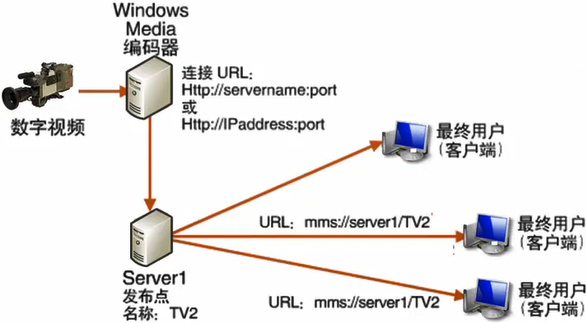 Windows
Media
编码器
连接 URL:
Http://servername:port
或
Http://IPaddress:port
数字视频
最终用户
(客户端)
URL: mms://server1/TV2
最终用户
(客户端)
Server1
发布点
名称: TV2
URL: mms://server1/TV2
最终用户
(客户端)